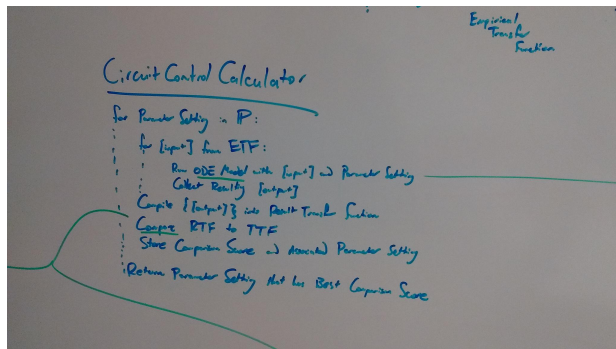 Empirical
Transfer
Function
Circuit Control Calculator
for Parameter Setting in IP:
for [input] from ETF:
Run ODE Model with [input] and Parameter Setting
Collect Resulting [output]
Compile {[output]} into Result Transfer Function
Compare RTF to TTF
Store Comparison Score and Associated Parameter Setting
Return Parameter Setting that has Best Comparison Score